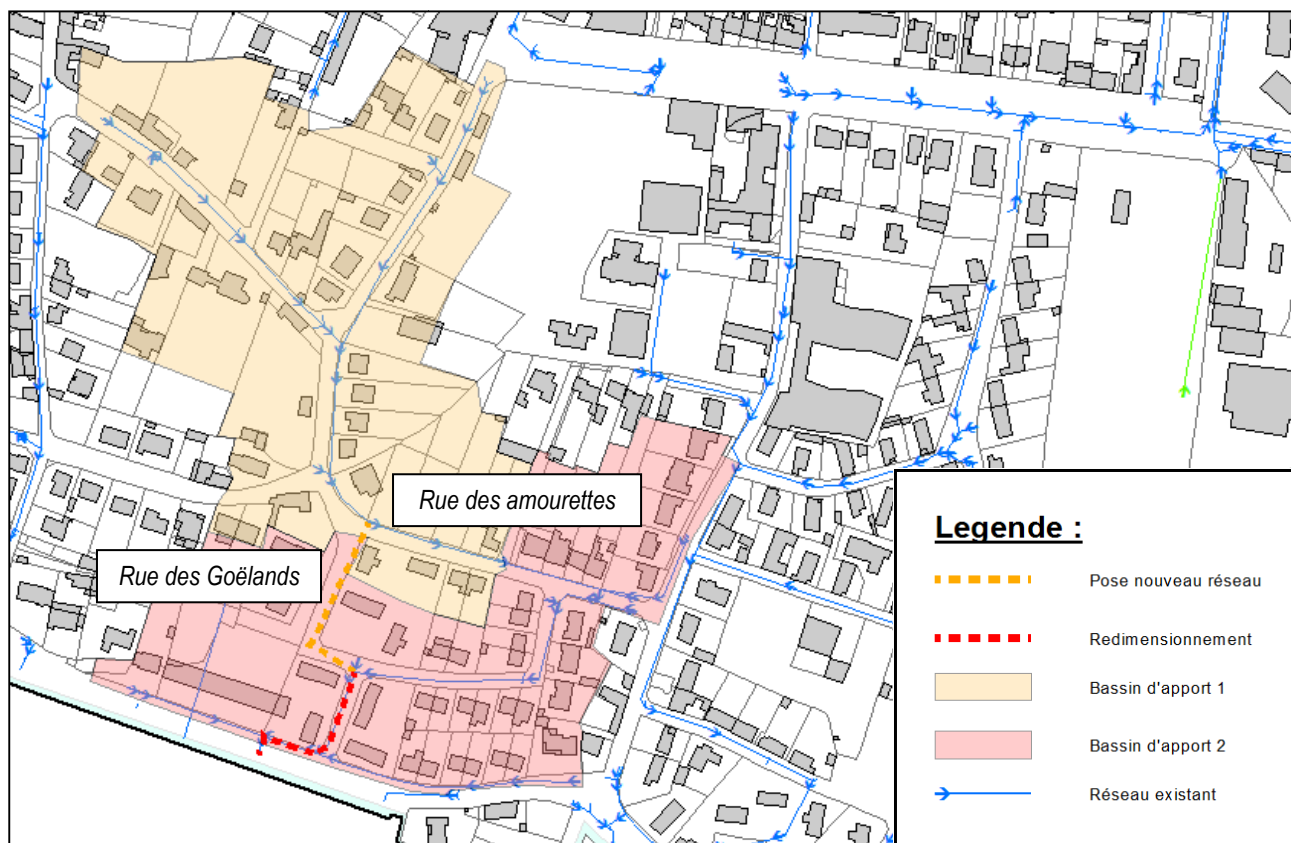 Rue des amourettes
Rue des Goëlands
Legende :
Pose nouveau réseau
Redimensionnement
Bassin d'apport 1
Bassin d'apport 2
Réseau existant